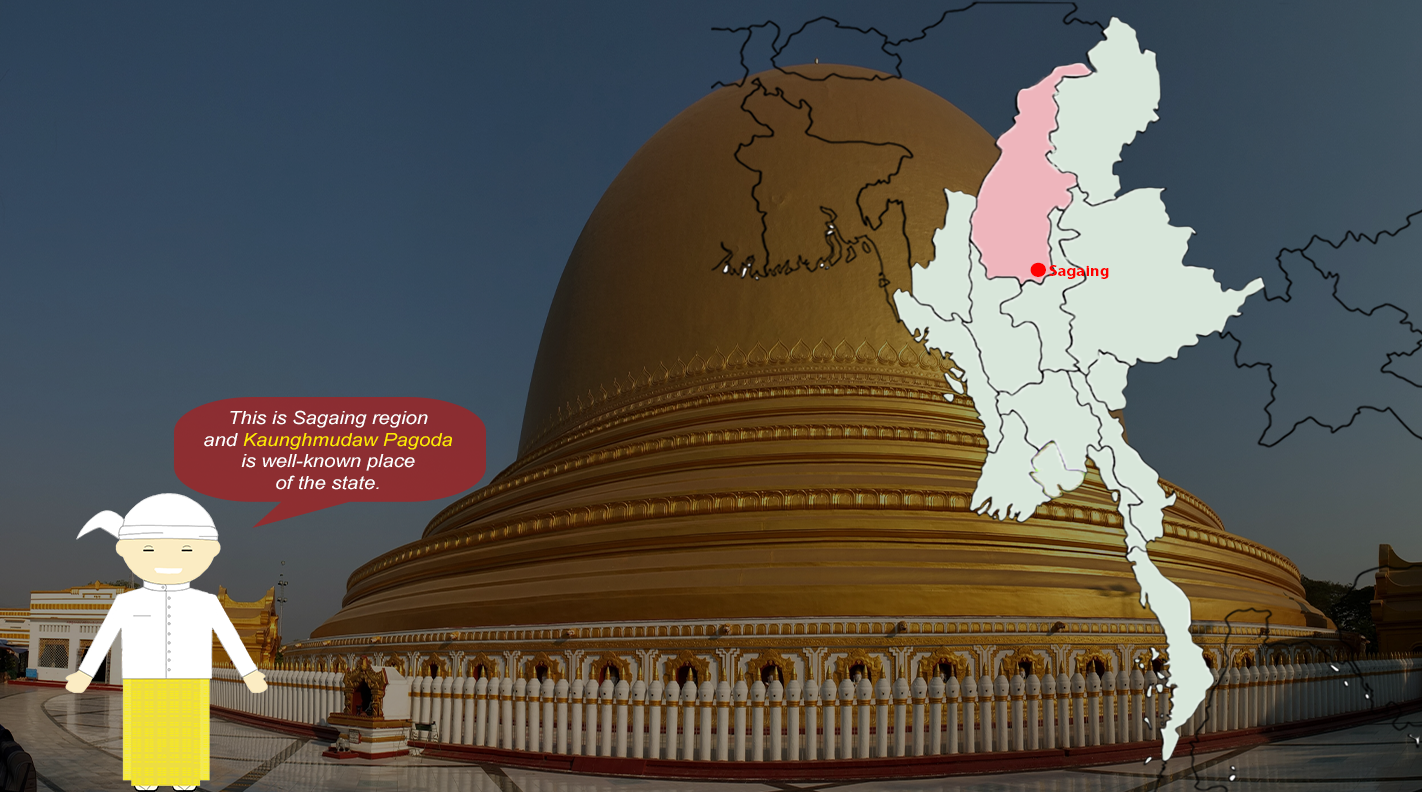 This is Sagaing region
and Kaunghmudaw Pagoda
is well-known place
of the state.
Sagaing